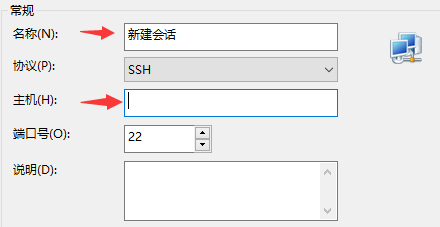 常规
名称(N): 新建会话
协议(P): SSH
主机(H):
端口号(O): 22
说明(D):